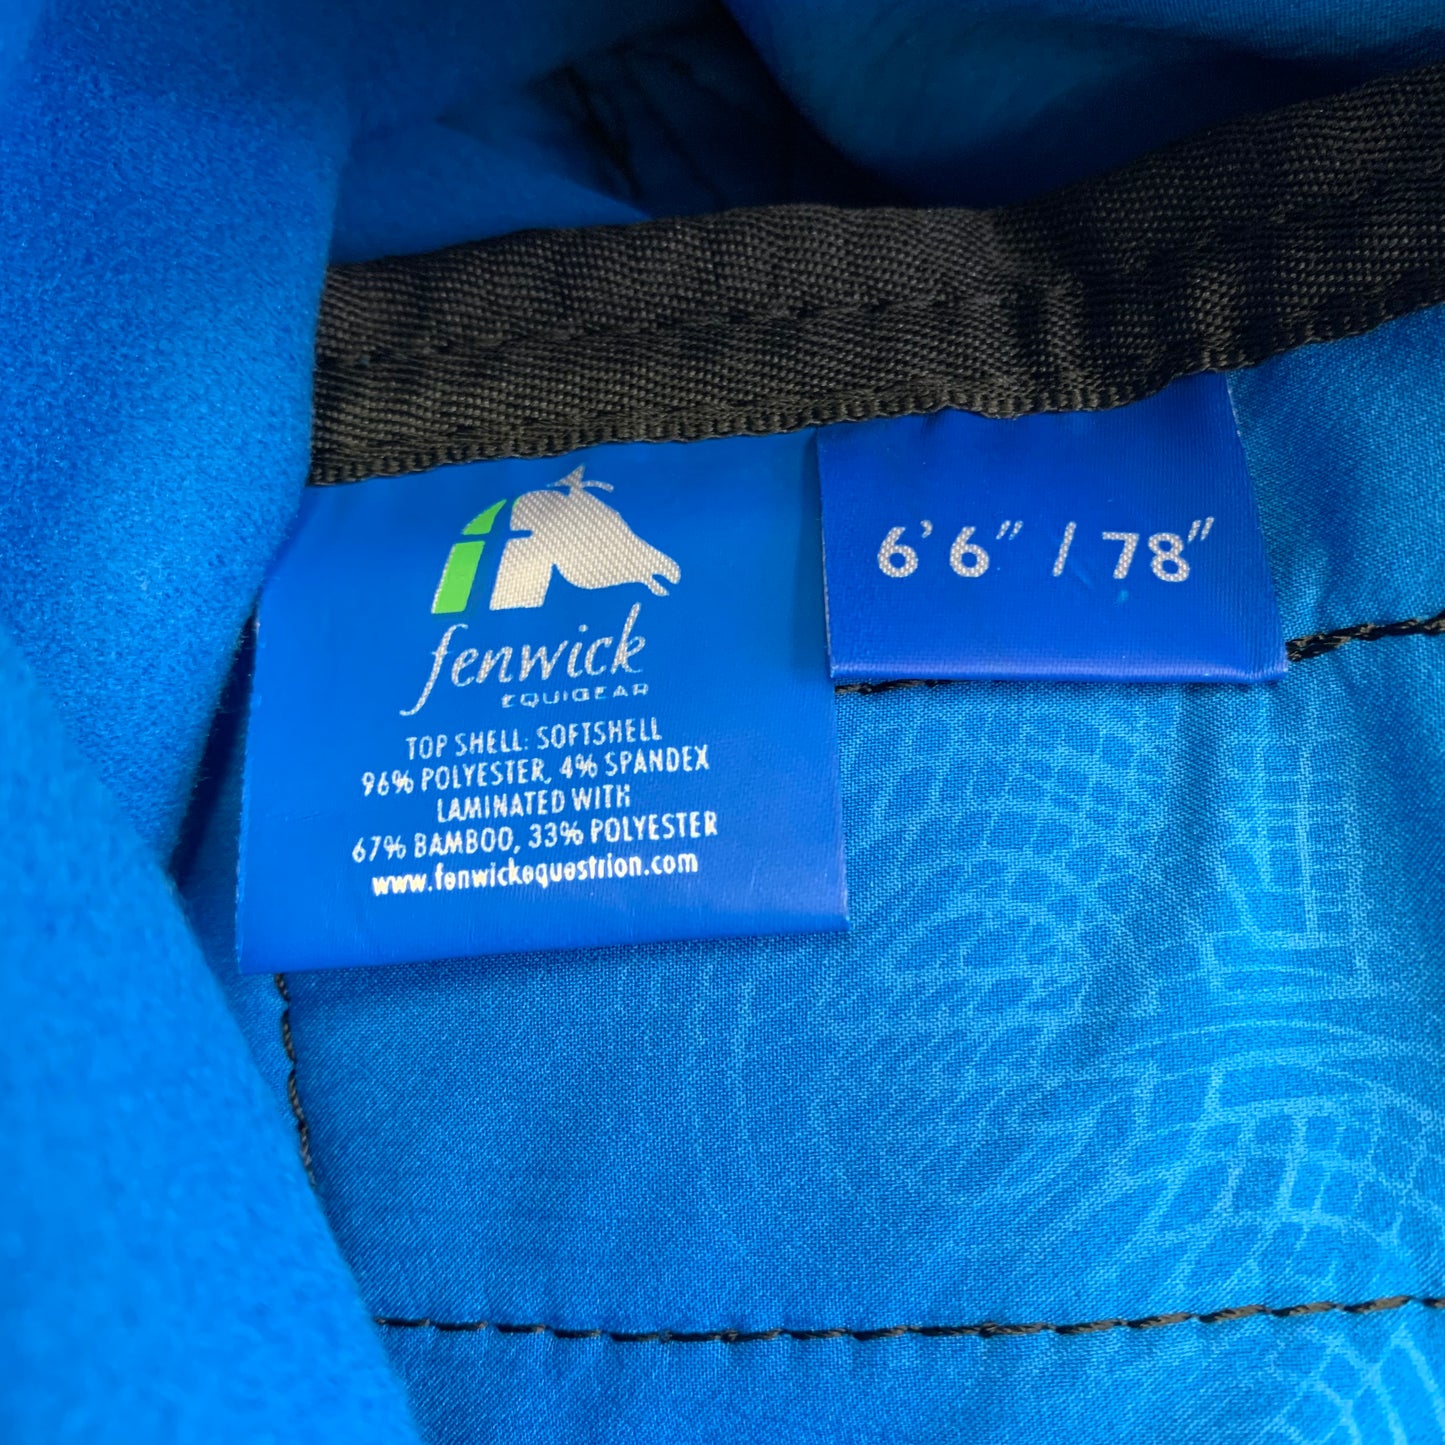 fenwick
EQUIGEAR
TOP SHELL: SOFTSHELL
96% POLYESTER, 4% SPANDEX
LAMINATED WITH
67% BAMBOO, 33% POLYESTER
www.fenwickequestrion.com
6'6" / 78"